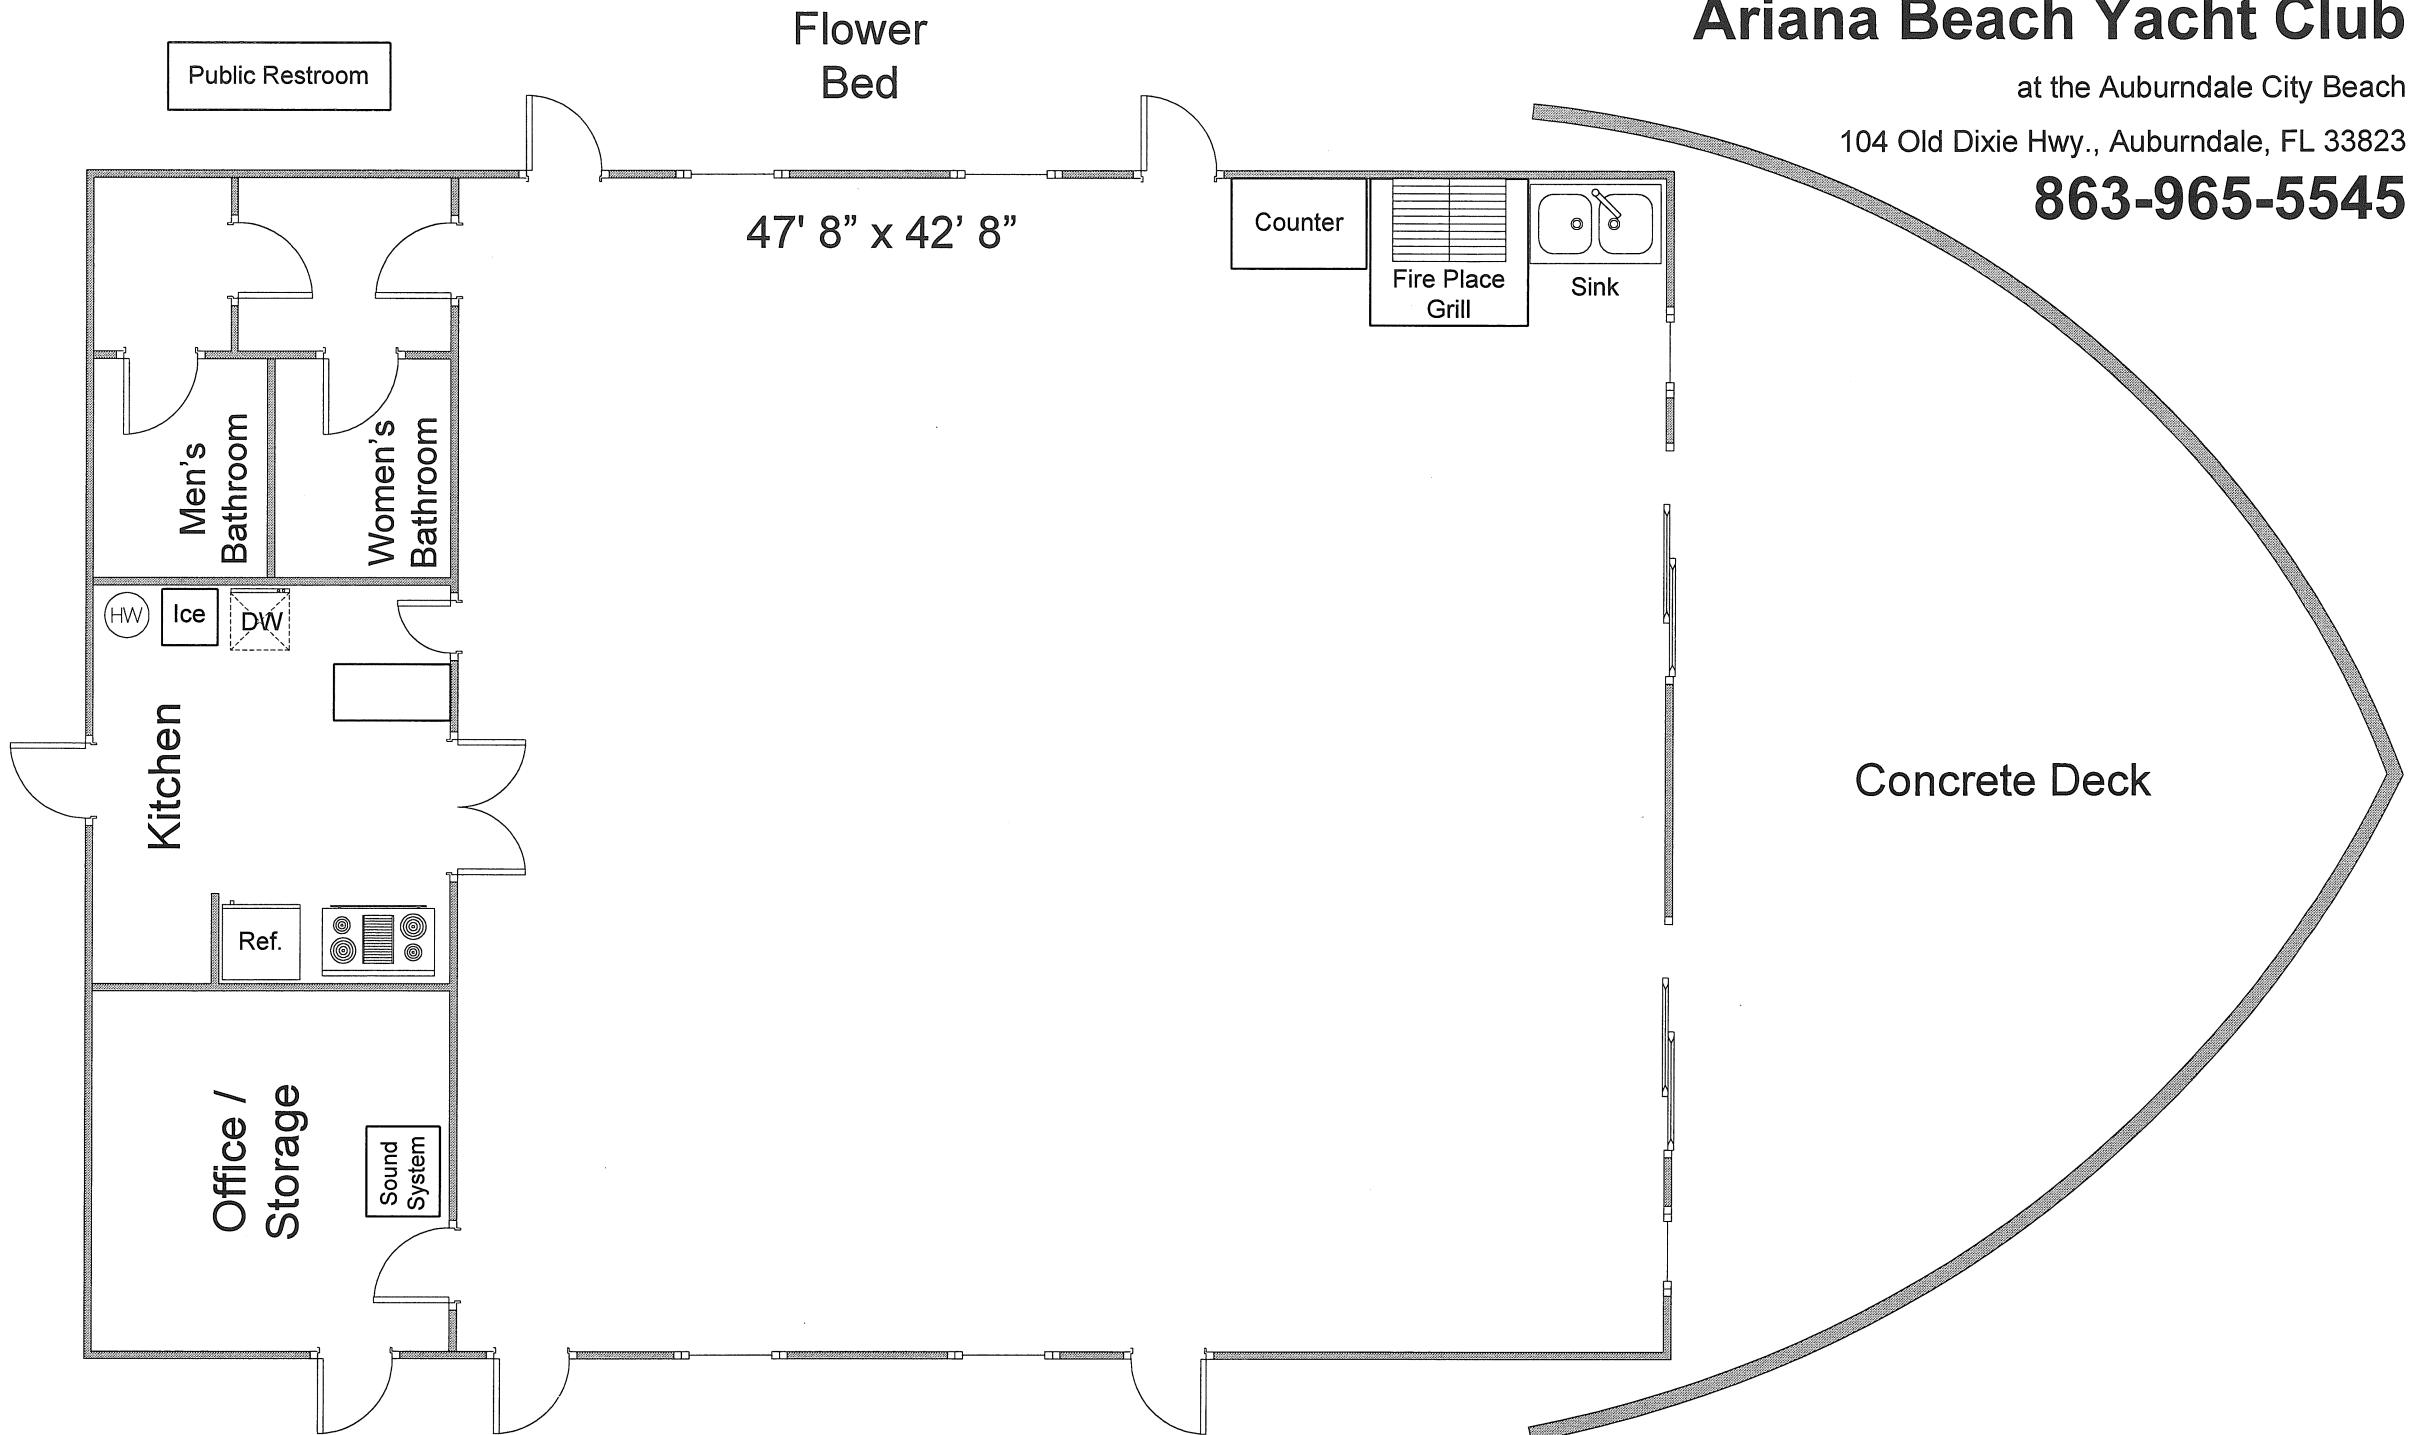 Ariana Beach Yacht Club
at the Auburndale City Beach
104 Old Dixie Hwy., Auburndale, FL 33823
863-965-5545
Public Restroom
Flower
Bed
47' 8” x 42’ 8”
Counter
Fire Place
Grill
Sink
Men’s
Bathroom
Women’s
Bathroom
HW
Ice
DW
Kitchen
Concrete Deck
Ref.
Office /
Storage
Sound
System